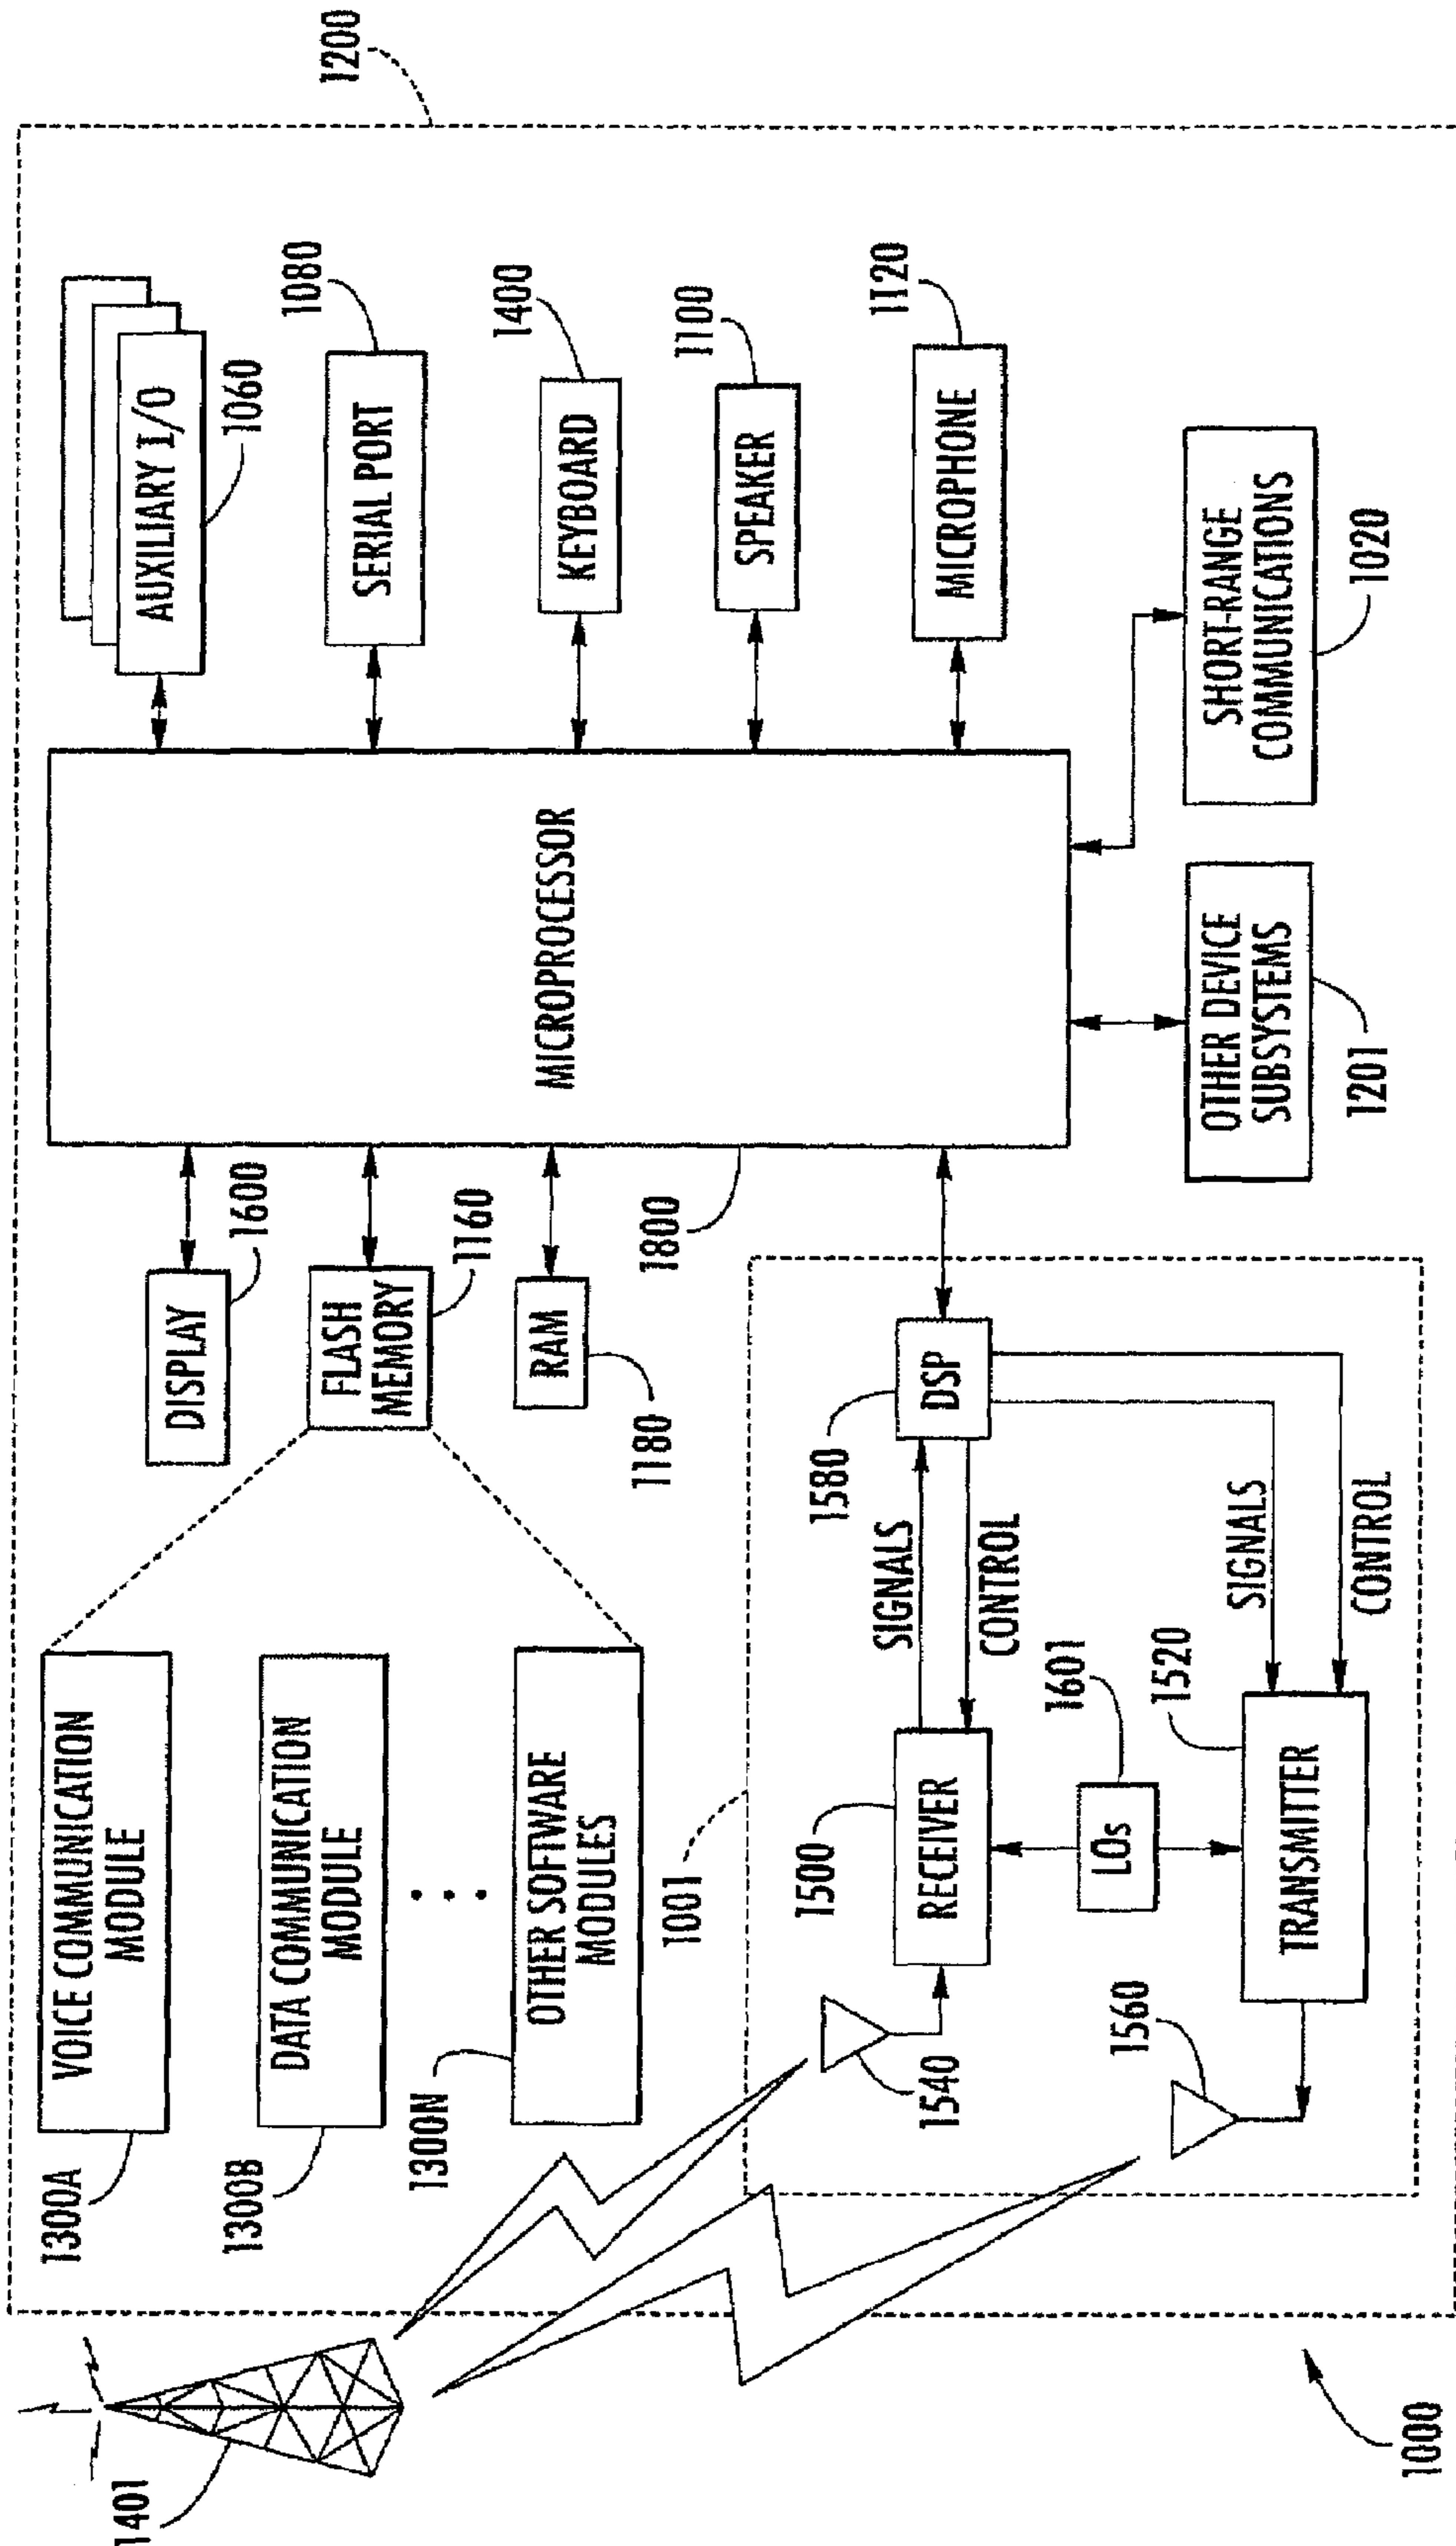 1401
1000
1200
1300A
VOICE COMMUNICATION
MODULE
1300B
DATA COMMUNICATION
MODULE
1300N
OTHER SOFTWARE
MODULES
DISPLAY
1600
FLASH
MEMORY
1160
RAM
1180
MICROPROCESSOR
1800
AUXILIARY I/O
1060
SERIAL PORT
1080
KEYBOARD
1400
SPEAKER
1100
MICROPHONE
1120
SHORT-RANGE
COMMUNICATIONS
1020
OTHER DEVICE
SUBSYSTEMS
1201
1001
1540
1500
RECEIVER
SIGNALS
CONTROL
1580
DSP
1601
LOs
1560
1520
TRANSMITTER
SIGNALS
CONTROL